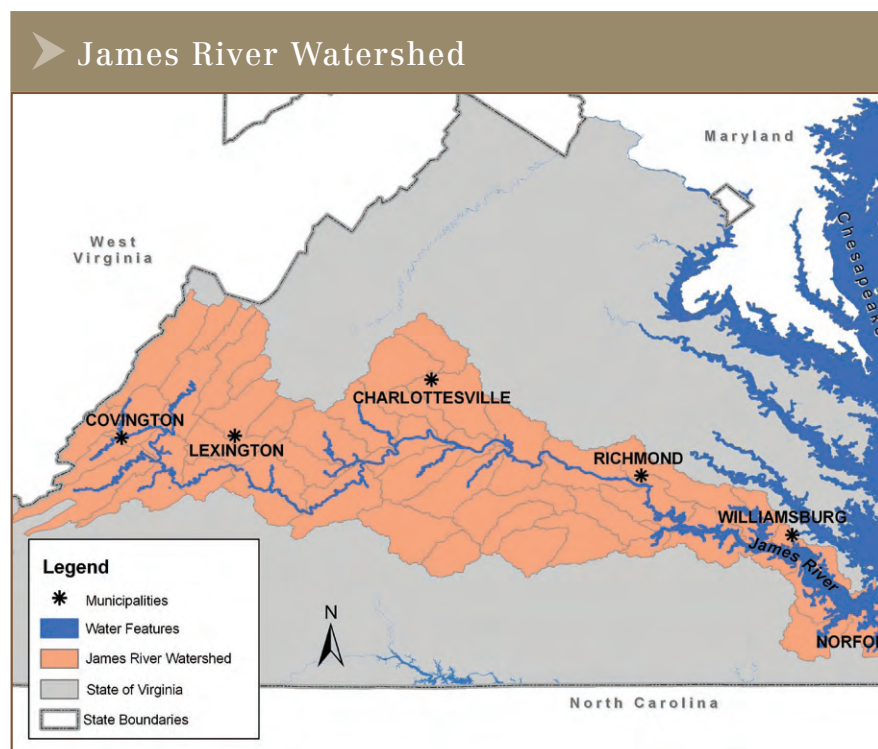 James River Watershed
Maryland
West
Virginia
Chesapeake
CHARLOTTESVILLE
COVINGTON
LEXINGTON
RICHMOND
WILLIAMSBURG
James River
NORFOL
Legend
Municipalities
Water Features
James River Watershed
State of Virginia
State Boundaries
N
North Carolina